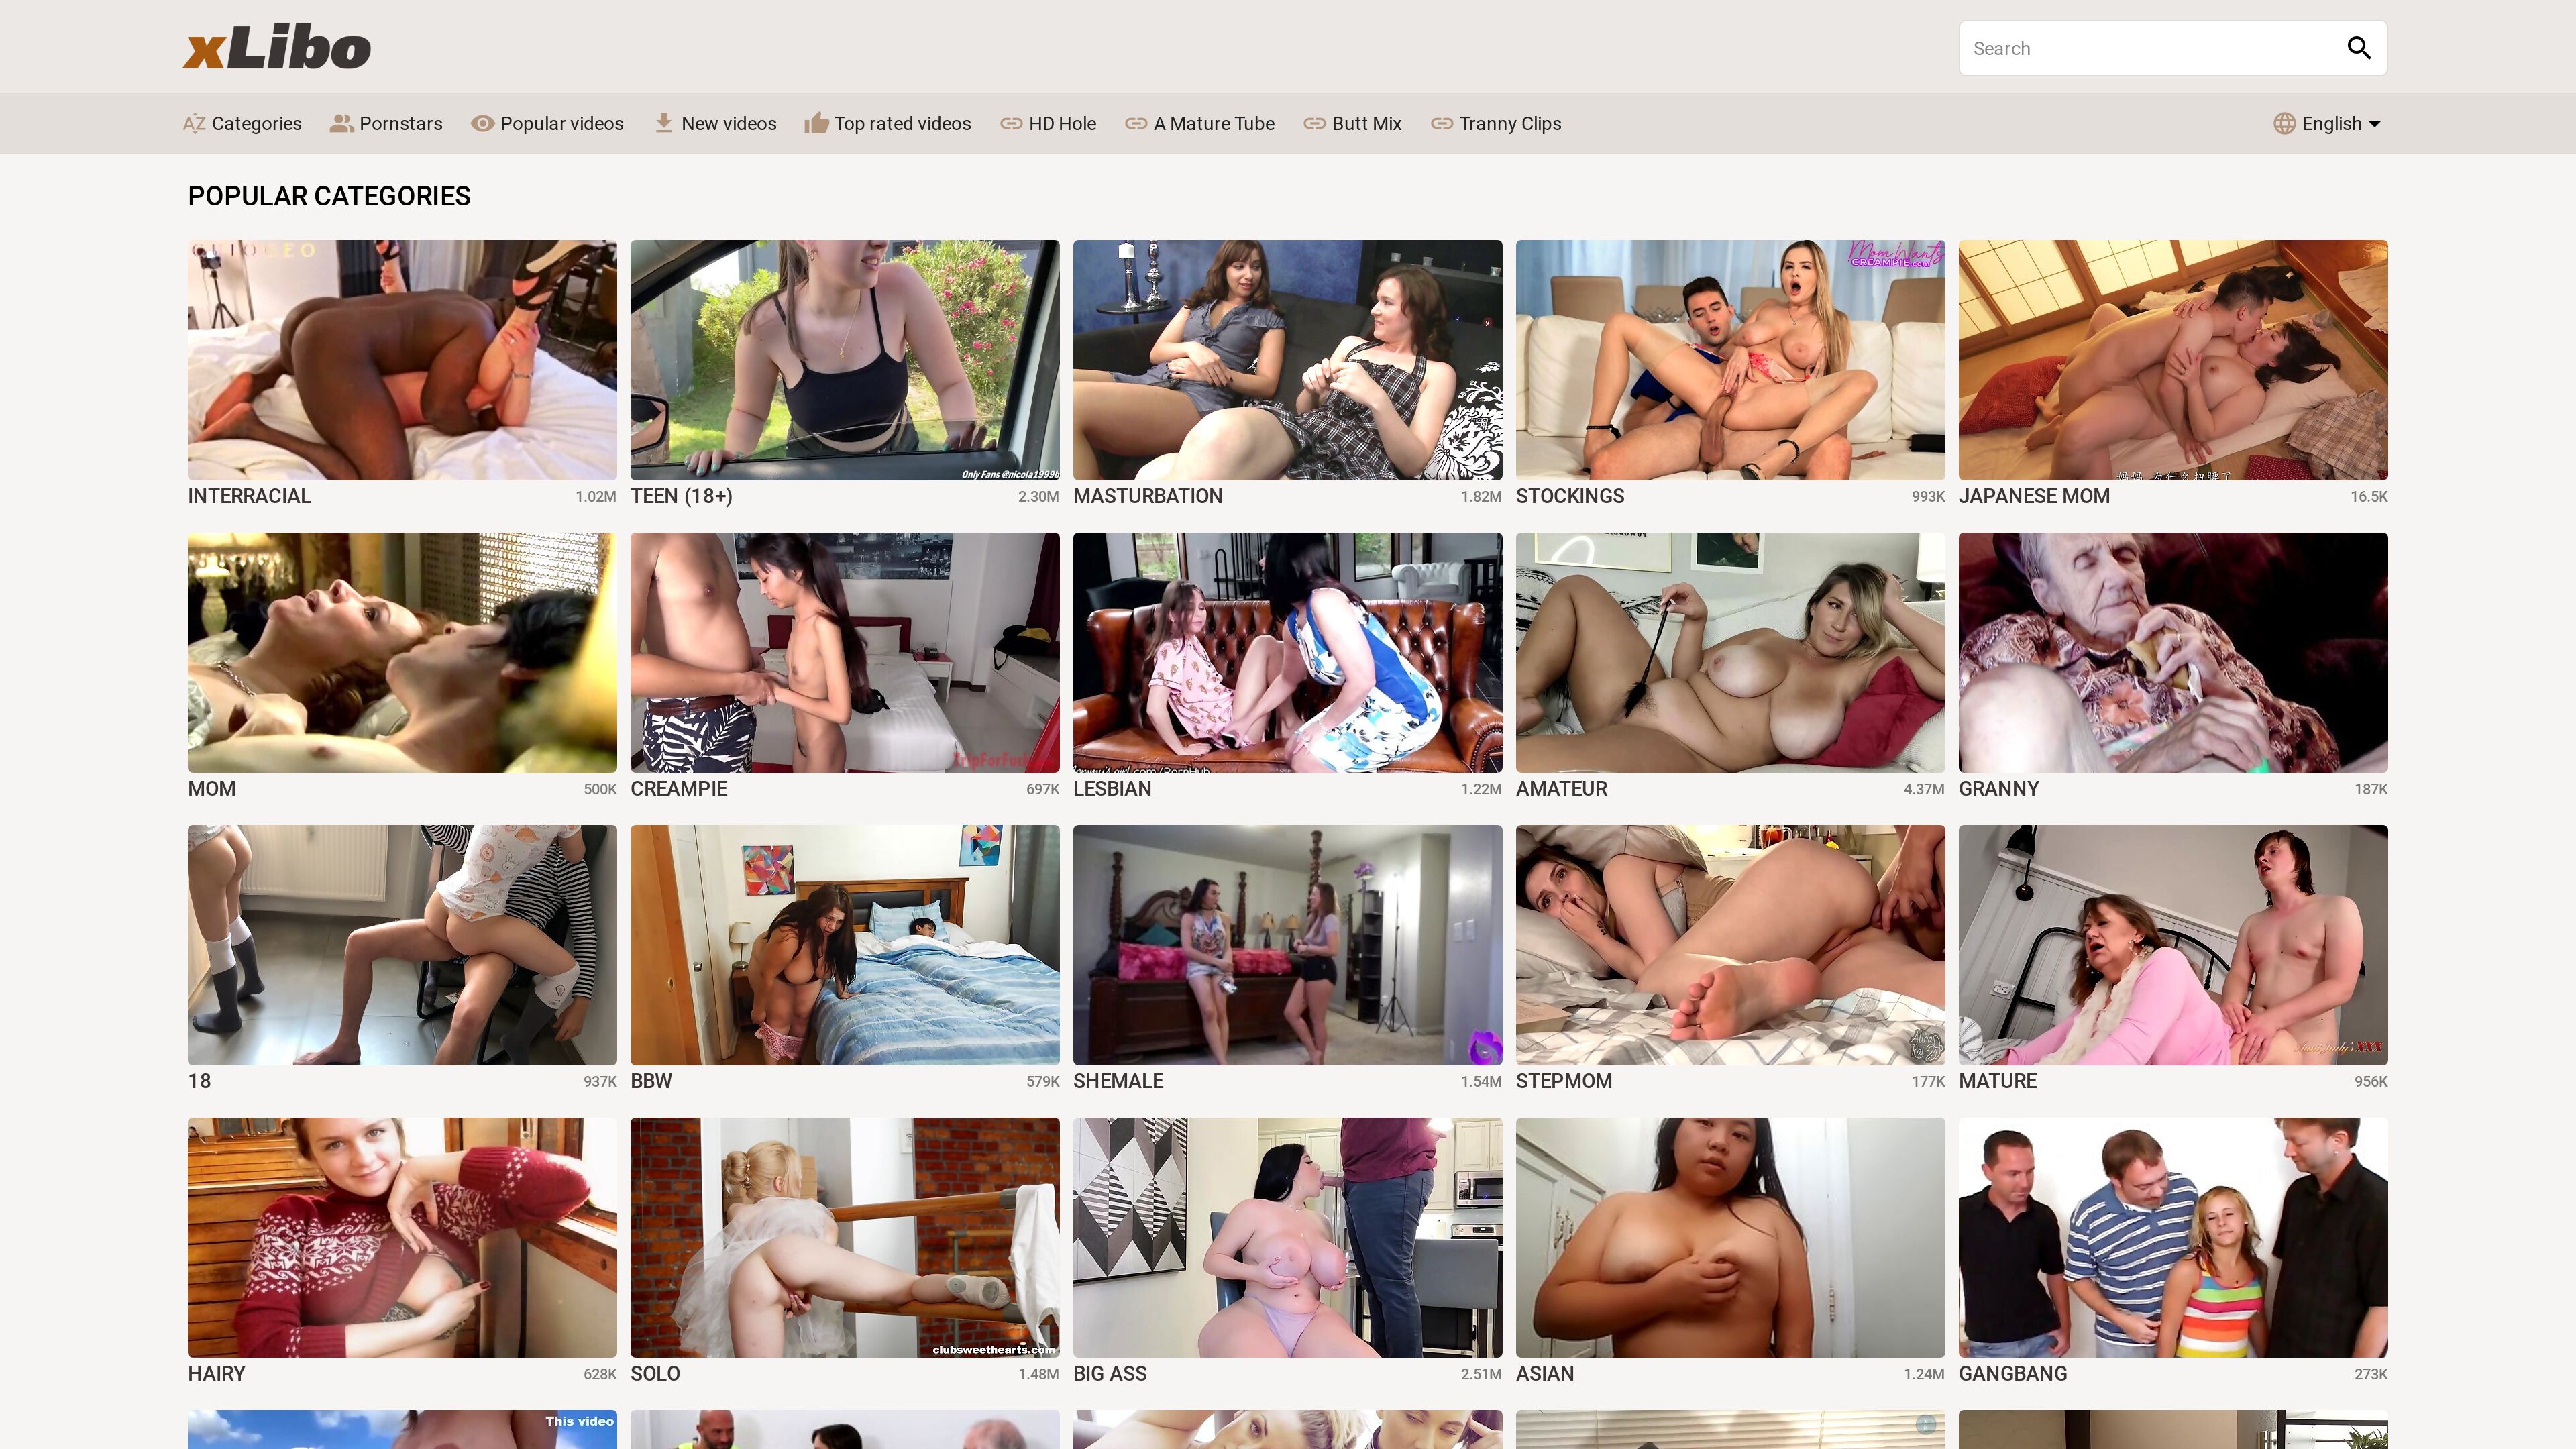 xLibo
Search
Categories
Pornstars
Popular videos
New videos
Top rated videos
HD Hole
A Mature Tube
Butt Mix
Tranny Clips
English
POPULAR CATEGORIES
Mom Wants
CREAMPIE.com
Only Fans @nicola1999b
INTERRACIAL 1.02M
TEEN (18+) 2.30M
MASTURBATION 1.82M
STOCKINGS 993K
JAPANESE MOM 16.5K
MOM 500K
CREAMPIE 697K
LESBIAN 1.22M
AMATEUR 4.37M
GRANNY 187K
18 937K
BBW 579K
SHEMALE 1.54M
STEPMOM 177K
MATURE 956K
clubsweethearts.com
HAIRY 628K
SOLO 1.48M
BIG ASS 2.51M
ASIAN 1.24M
GANGBANG 273K
This video